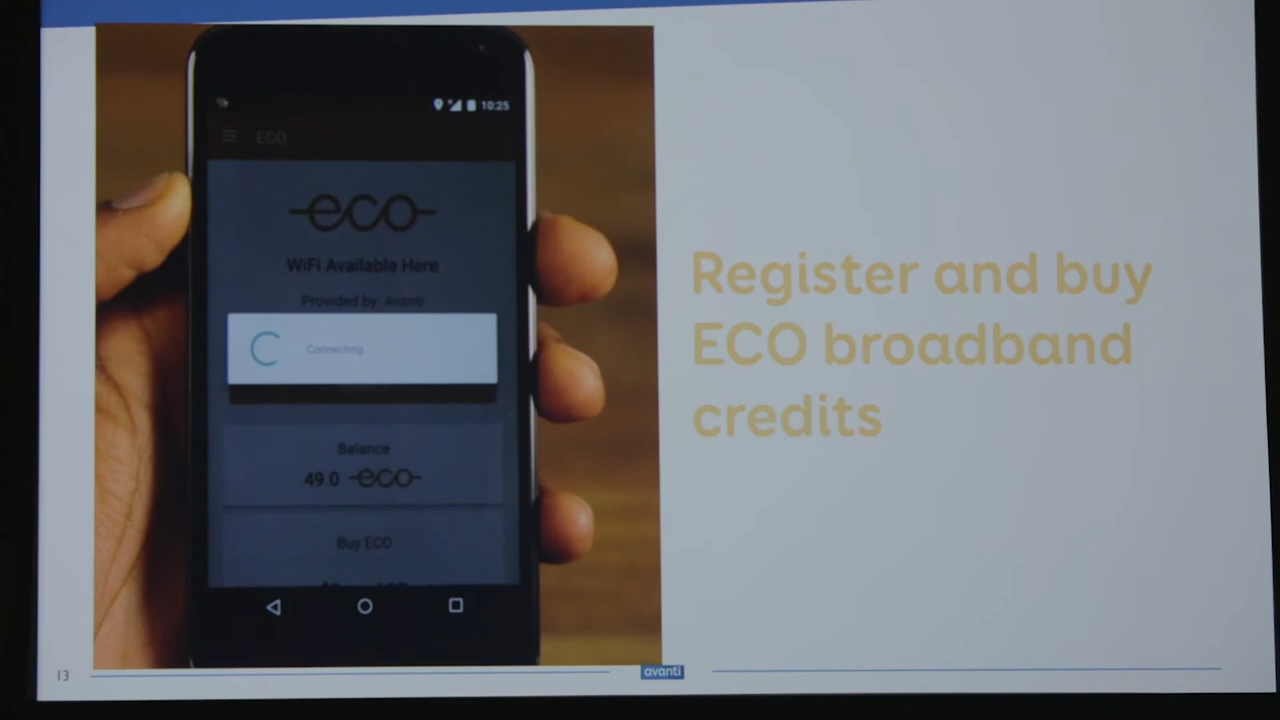 10:25
ECO
eco
WiFi Available Here
Provided by Avanti
Connecting
Balance
49.0 eco
Buy ECO
Register and buy
ECO broadband
credits
13
avanti